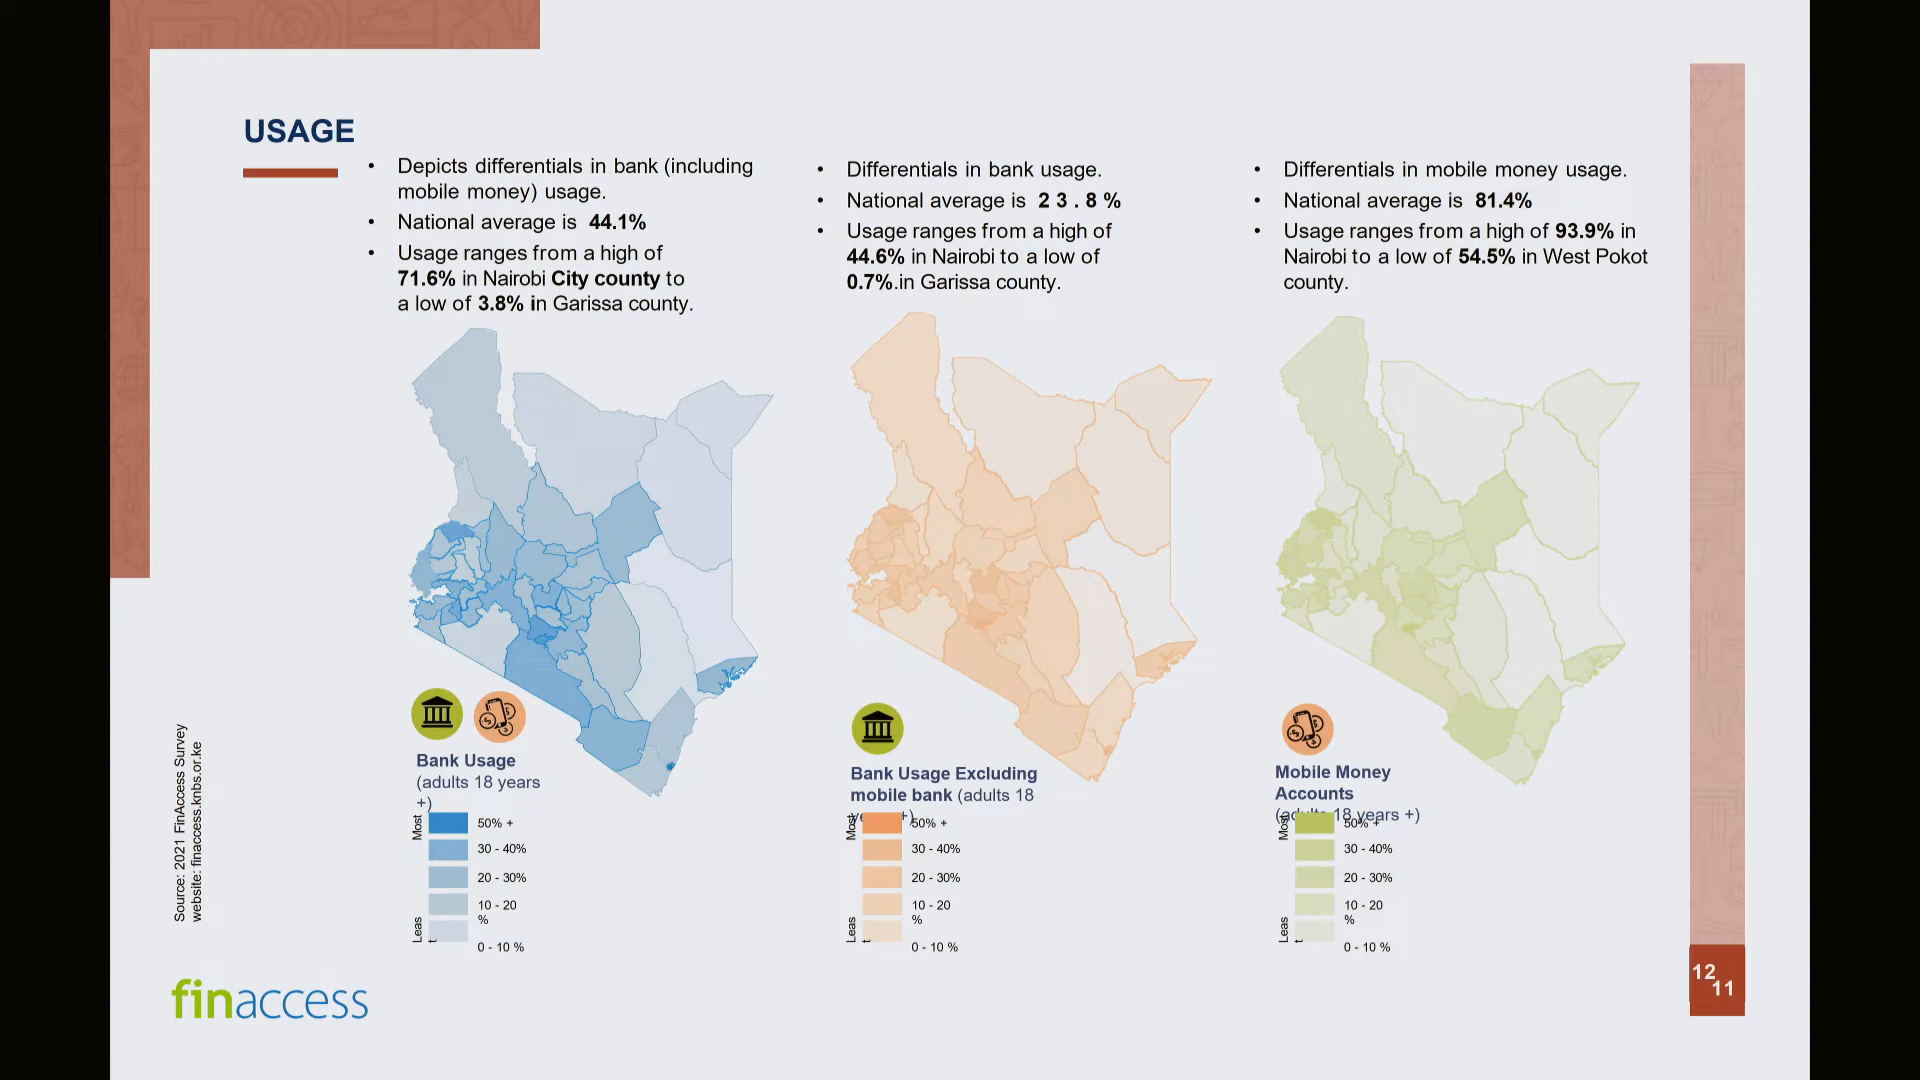 USAGE
• Depicts differentials in bank (including
mobile money) usage.
• National average is 44.1%
• Usage ranges from a high of
71.6% in Nairobi City county to
a low of 3.8% in Garissa county.
• Differentials in bank usage.
• National average is 2 3 . 8 %
• Usage ranges from a high of
44.6% in Nairobi to a low of
0.7%.in Garissa county.
• Differentials in mobile money usage.
• National average is 81.4%
• Usage ranges from a high of 93.9% in
Nairobi to a low of 54.5% in West Pokot
county.
Bank Usage
(adults 18 years
+)
Most
50% +
30 - 40%
20 - 30%
10 - 20
%
0 - 10 %
Leas
t
Bank Usage Excluding
mobile bank (adults 18
+)
Most
50% +
30 - 40%
20 - 30%
10 - 20
%
0 - 10 %
Leas
t
Mobile Money
Accounts
(adults 18 years +)
Most
50% +
30 - 40%
20 - 30%
10 - 20
%
0 - 10 %
Leas
t
Source: 2021 FinAccess Survey
website: finaccess.knbs.or.ke
finaccess
12
11